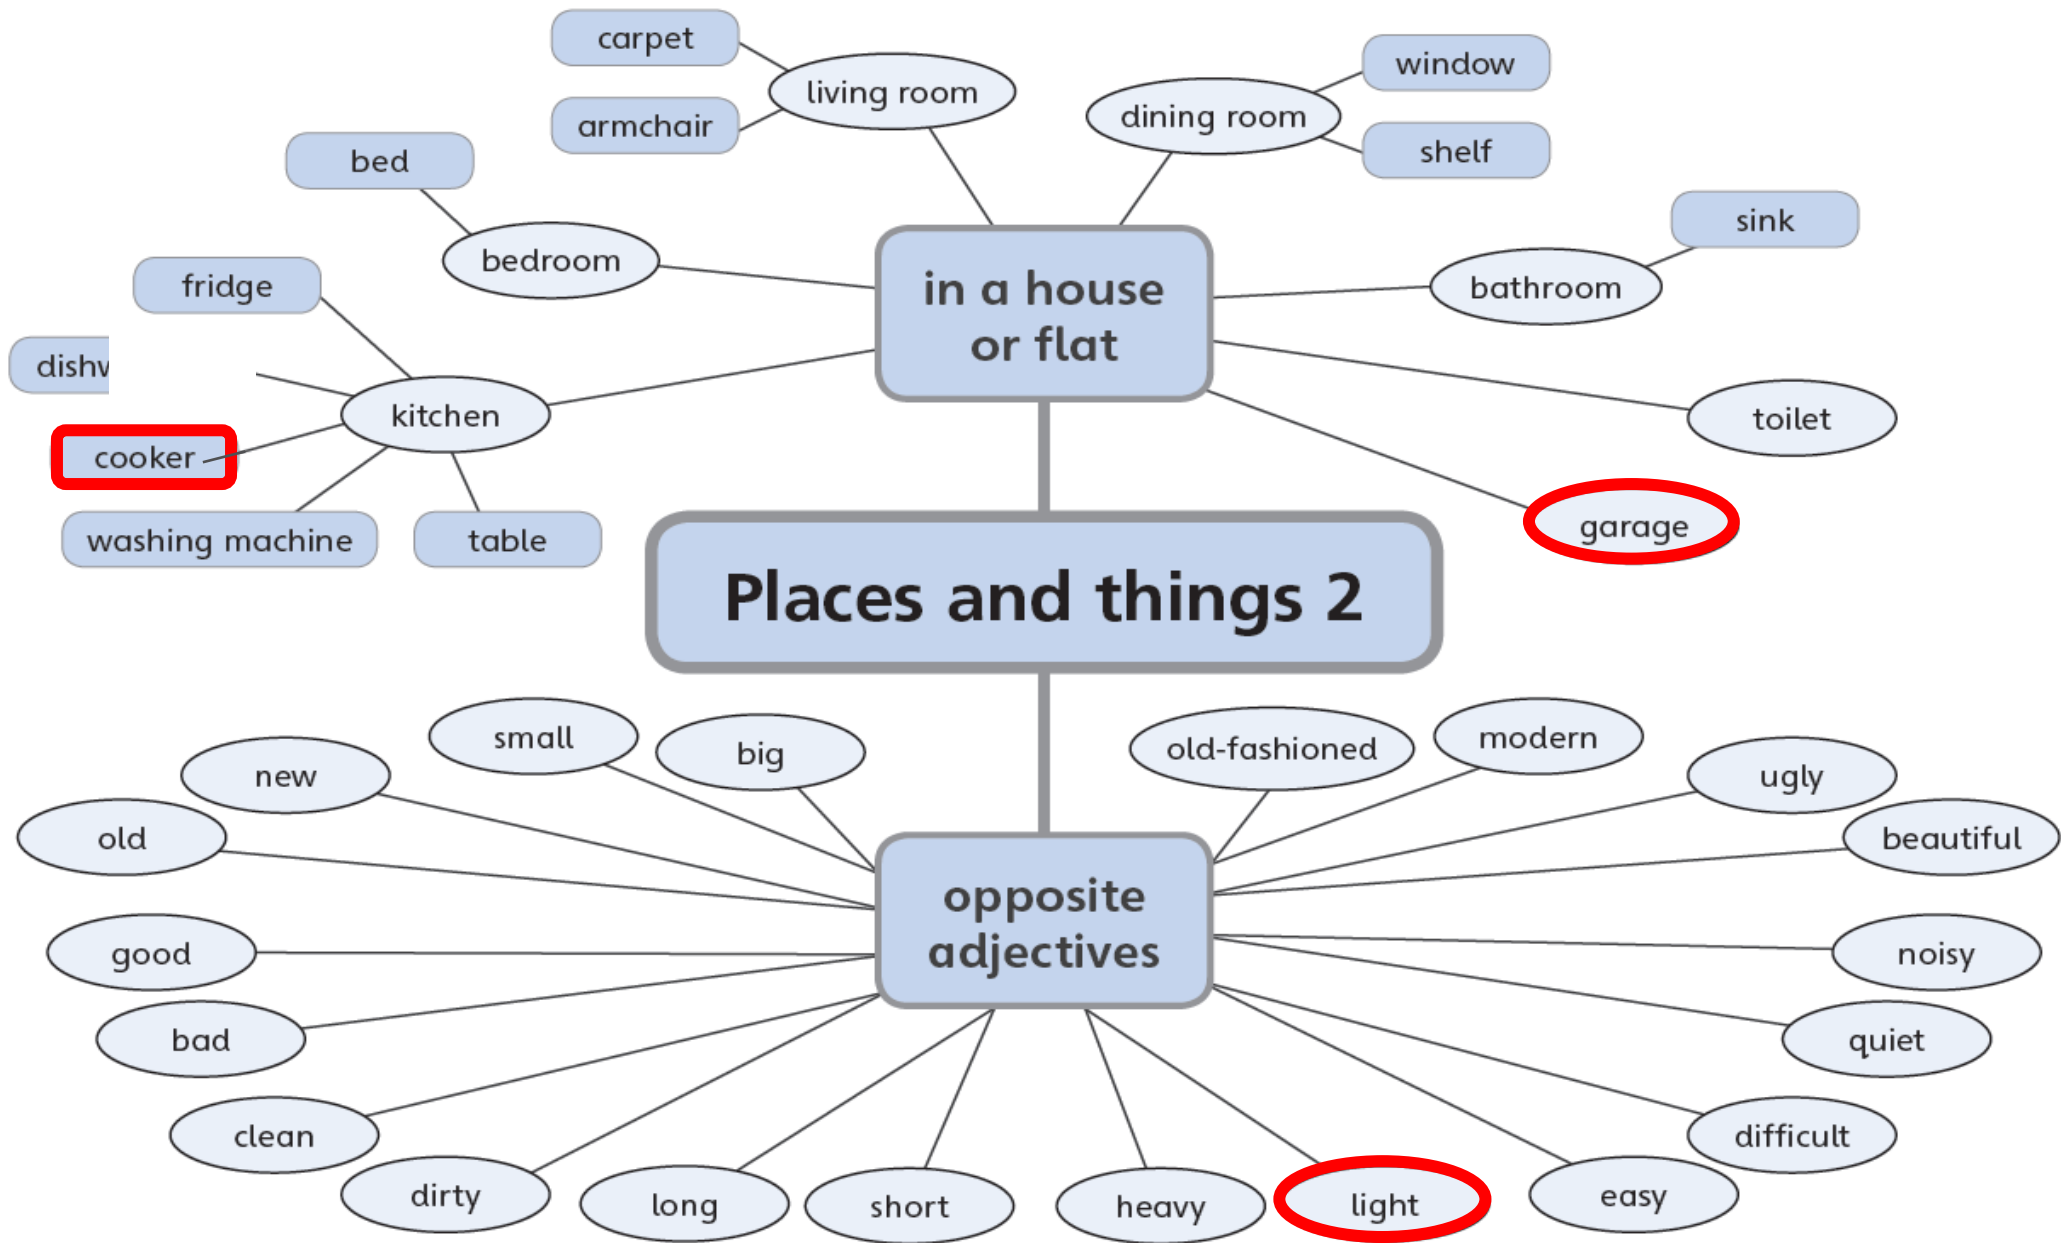 carpet
living room
armchair
window
dining room
shelf
bed
bedroom
fridge
in a house
or flat
sink
bathroom
kitchen
cooker
washing machine
table
toilet
garage
Places and things 2
small
big
new
old
old-fashioned
modern
ugly
beautiful
opposite
adjectives
good
bad
clean
dirty
long
short
heavy
light
easy
difficult
quiet
noisy